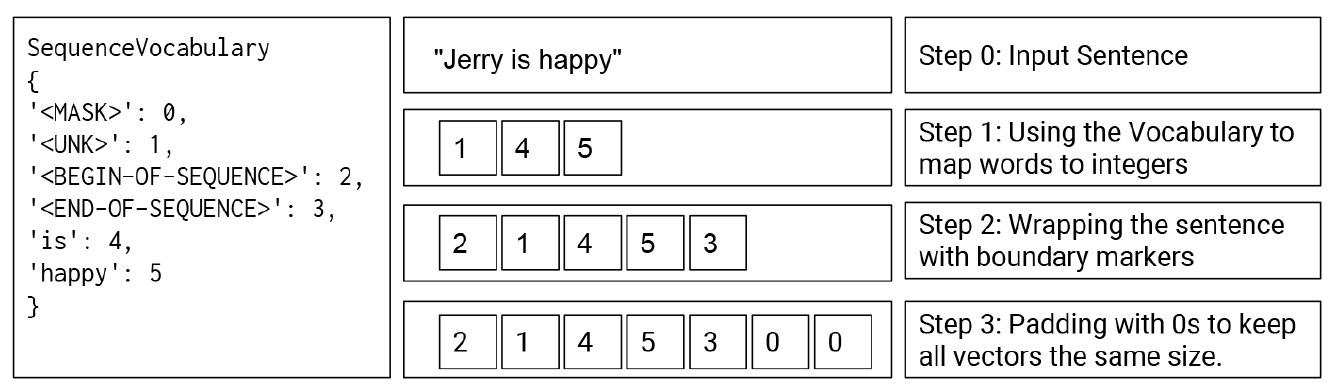 SequenceVocabulary
{
'<MASK>': 0,
'<UNK>': 1,
'<BEGIN-OF-SEQUENCE>': 2,
'<END-OF-SEQUENCE>': 3,
'is': 4,
'happy': 5
}
"Jerry is happy"
Step 0: Input Sentence
1 4 5
Step 1: Using the Vocabulary to
map words to integers
2 1 4 5 3
Step 2: Wrapping the sentence
with boundary markers
2 1 4 5 3 0 0
Step 3: Padding with 0s to keep
all vectors the same size.